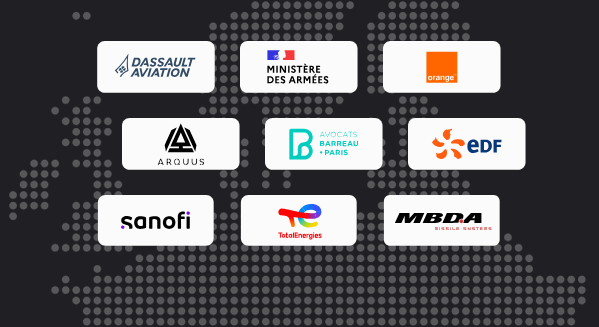 DASSAULT
AVIATION
MINISTÈRE
DES ARMÉES
orange
ARQUUS
AVOCATS
BARREAU
PARIS
eDF
sanofi
TotalEnergies
MBDA
MISSILE SYSTEMS